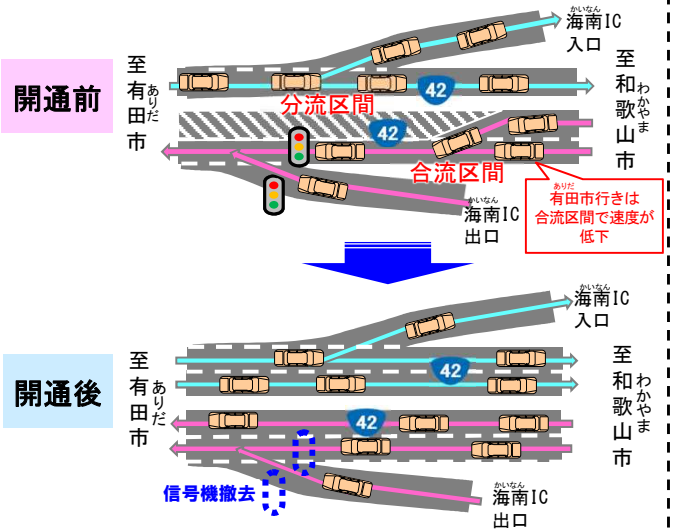 開通前
至有田市
ありだ
かいなん
海南IC
入口
至和歌山市
わかやま
42
分流区間
42
合流区間
かいなん
海南IC
出口
ありだ
有田市行きは
合流区間で速度が
低下
開通後
至有田市
ありだ
かいなん
海南IC
入口
至和歌山市
わかやま
42
42
信号機撤去
かいなん
海南IC
出口